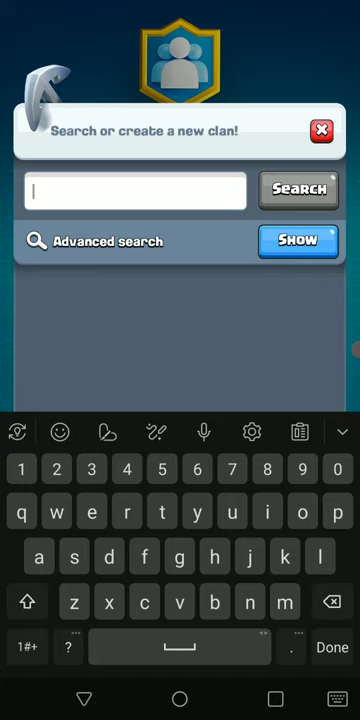 Search or create a new clan!
Search
Advanced search
Show
1 2 3 4 5 6 7 8 9 0
q w e r t y u i o p
a s d f g h j k l
z x c v b n m
1#+ ? . Done